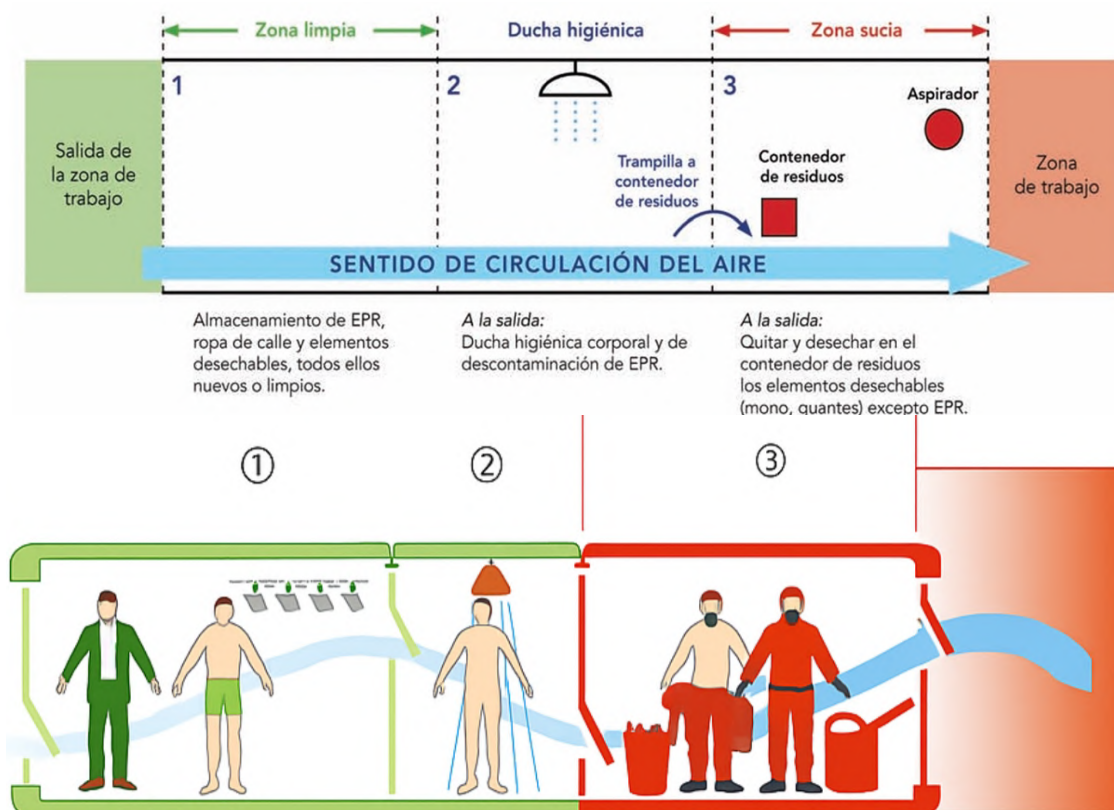 Zona limpia
Ducha higiénica
Zona sucia
1
2
3
Aspirador
Salida de
la zona de
trabajo
Trampilla a
contenedor
de residuos
Contenedor
de residuos
Zona
de trabajo
SENTIDO DE CIRCULACIÓN DEL AIRE
Almacenamiento de EPR,
ropa de calle y elementos
desechables, todos ellos
nuevos o limpios.
A la salida:
Ducha higiénica corporal y de
descontaminación de EPR.
A la salida:
Quitar y desechar en el
contenedor de residuos
los elementos desechables
(mono, guantes) excepto EPR.
①
②
③